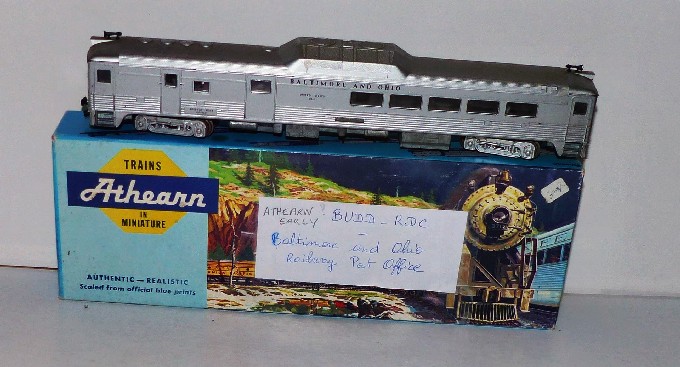 BALTIMORE AND OHIO
TRAINS
Athearn
IN
MINIATURE
AUTHENTIC — REALISTIC
Scaled from official blue prints
ATHEARN BUDD - RDC
EARLY
Baltimore and Ohio
Railway Post Office